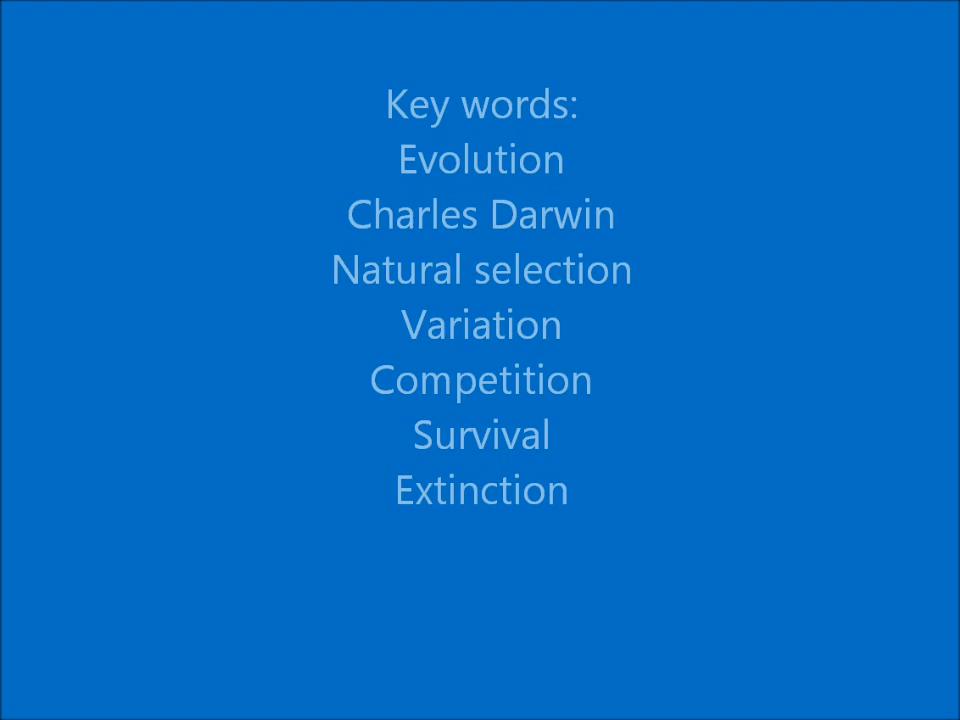 Key words:
Evolution
Charles Darwin
Natural selection
Variation
Competition
Survival
Extinction